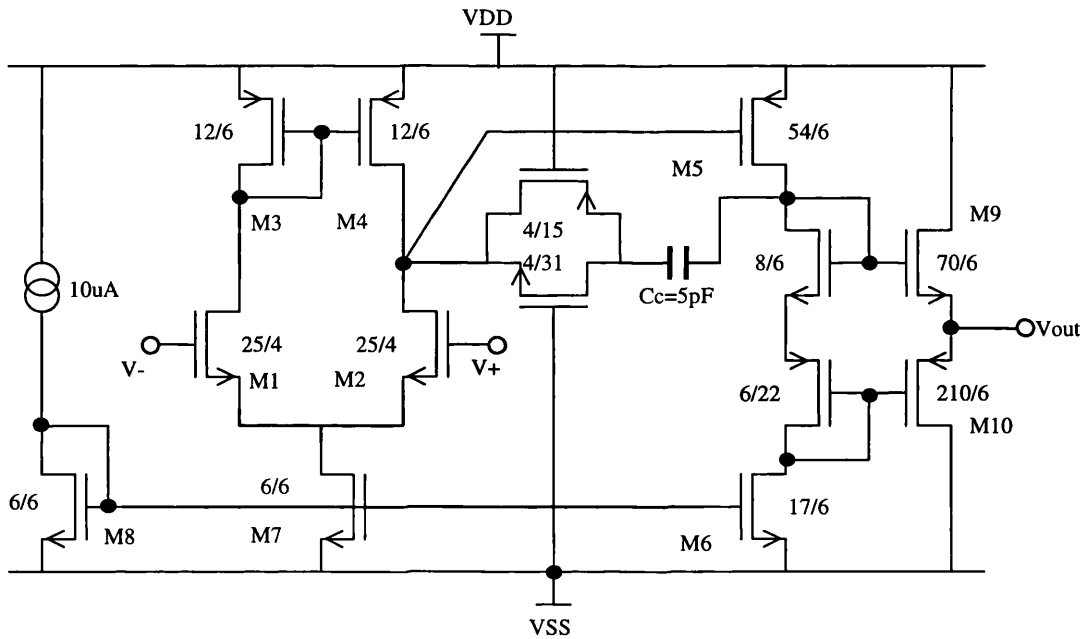 VDD
12/6
12/6
54/6
M5
M3
M4
M9
4/15
4/31
8/6
70/6
10uA
Cc=5pF
Vout
V-
25/4
25/4
V+
M1
M2
6/22
210/6
M10
6/6
6/6
17/6
M8
M7
M6
VSS